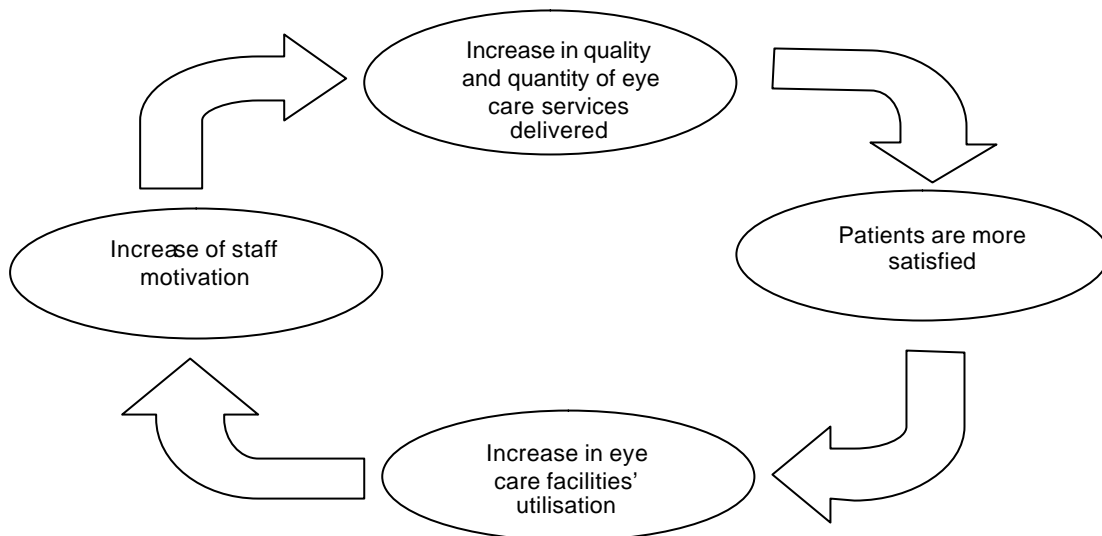 Increase in quality
and quantity of eye
care services
delivered
Patients are more
satisfied
Increase in eye
care facilities’
utilisation
Increase of staff
motivation